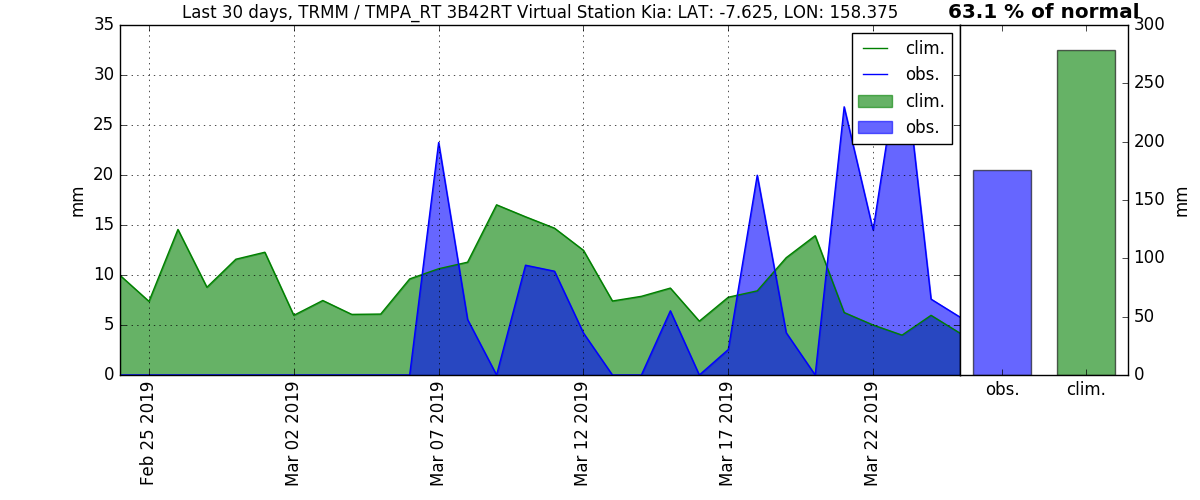 Last 30 days, TRMM / TMPA_RT 3B42RT Virtual Station Kia: LAT: -7.625, LON: 158.375
63.1 % of normal
35
30
25
20
15
10
5
0
mm
clim.
obs.
clim.
obs.
Feb 25 2019
Mar 02 2019
Mar 07 2019
Mar 12 2019
Mar 17 2019
Mar 22 2019
300
250
200
150
100
50
0
mm
obs.
clim.